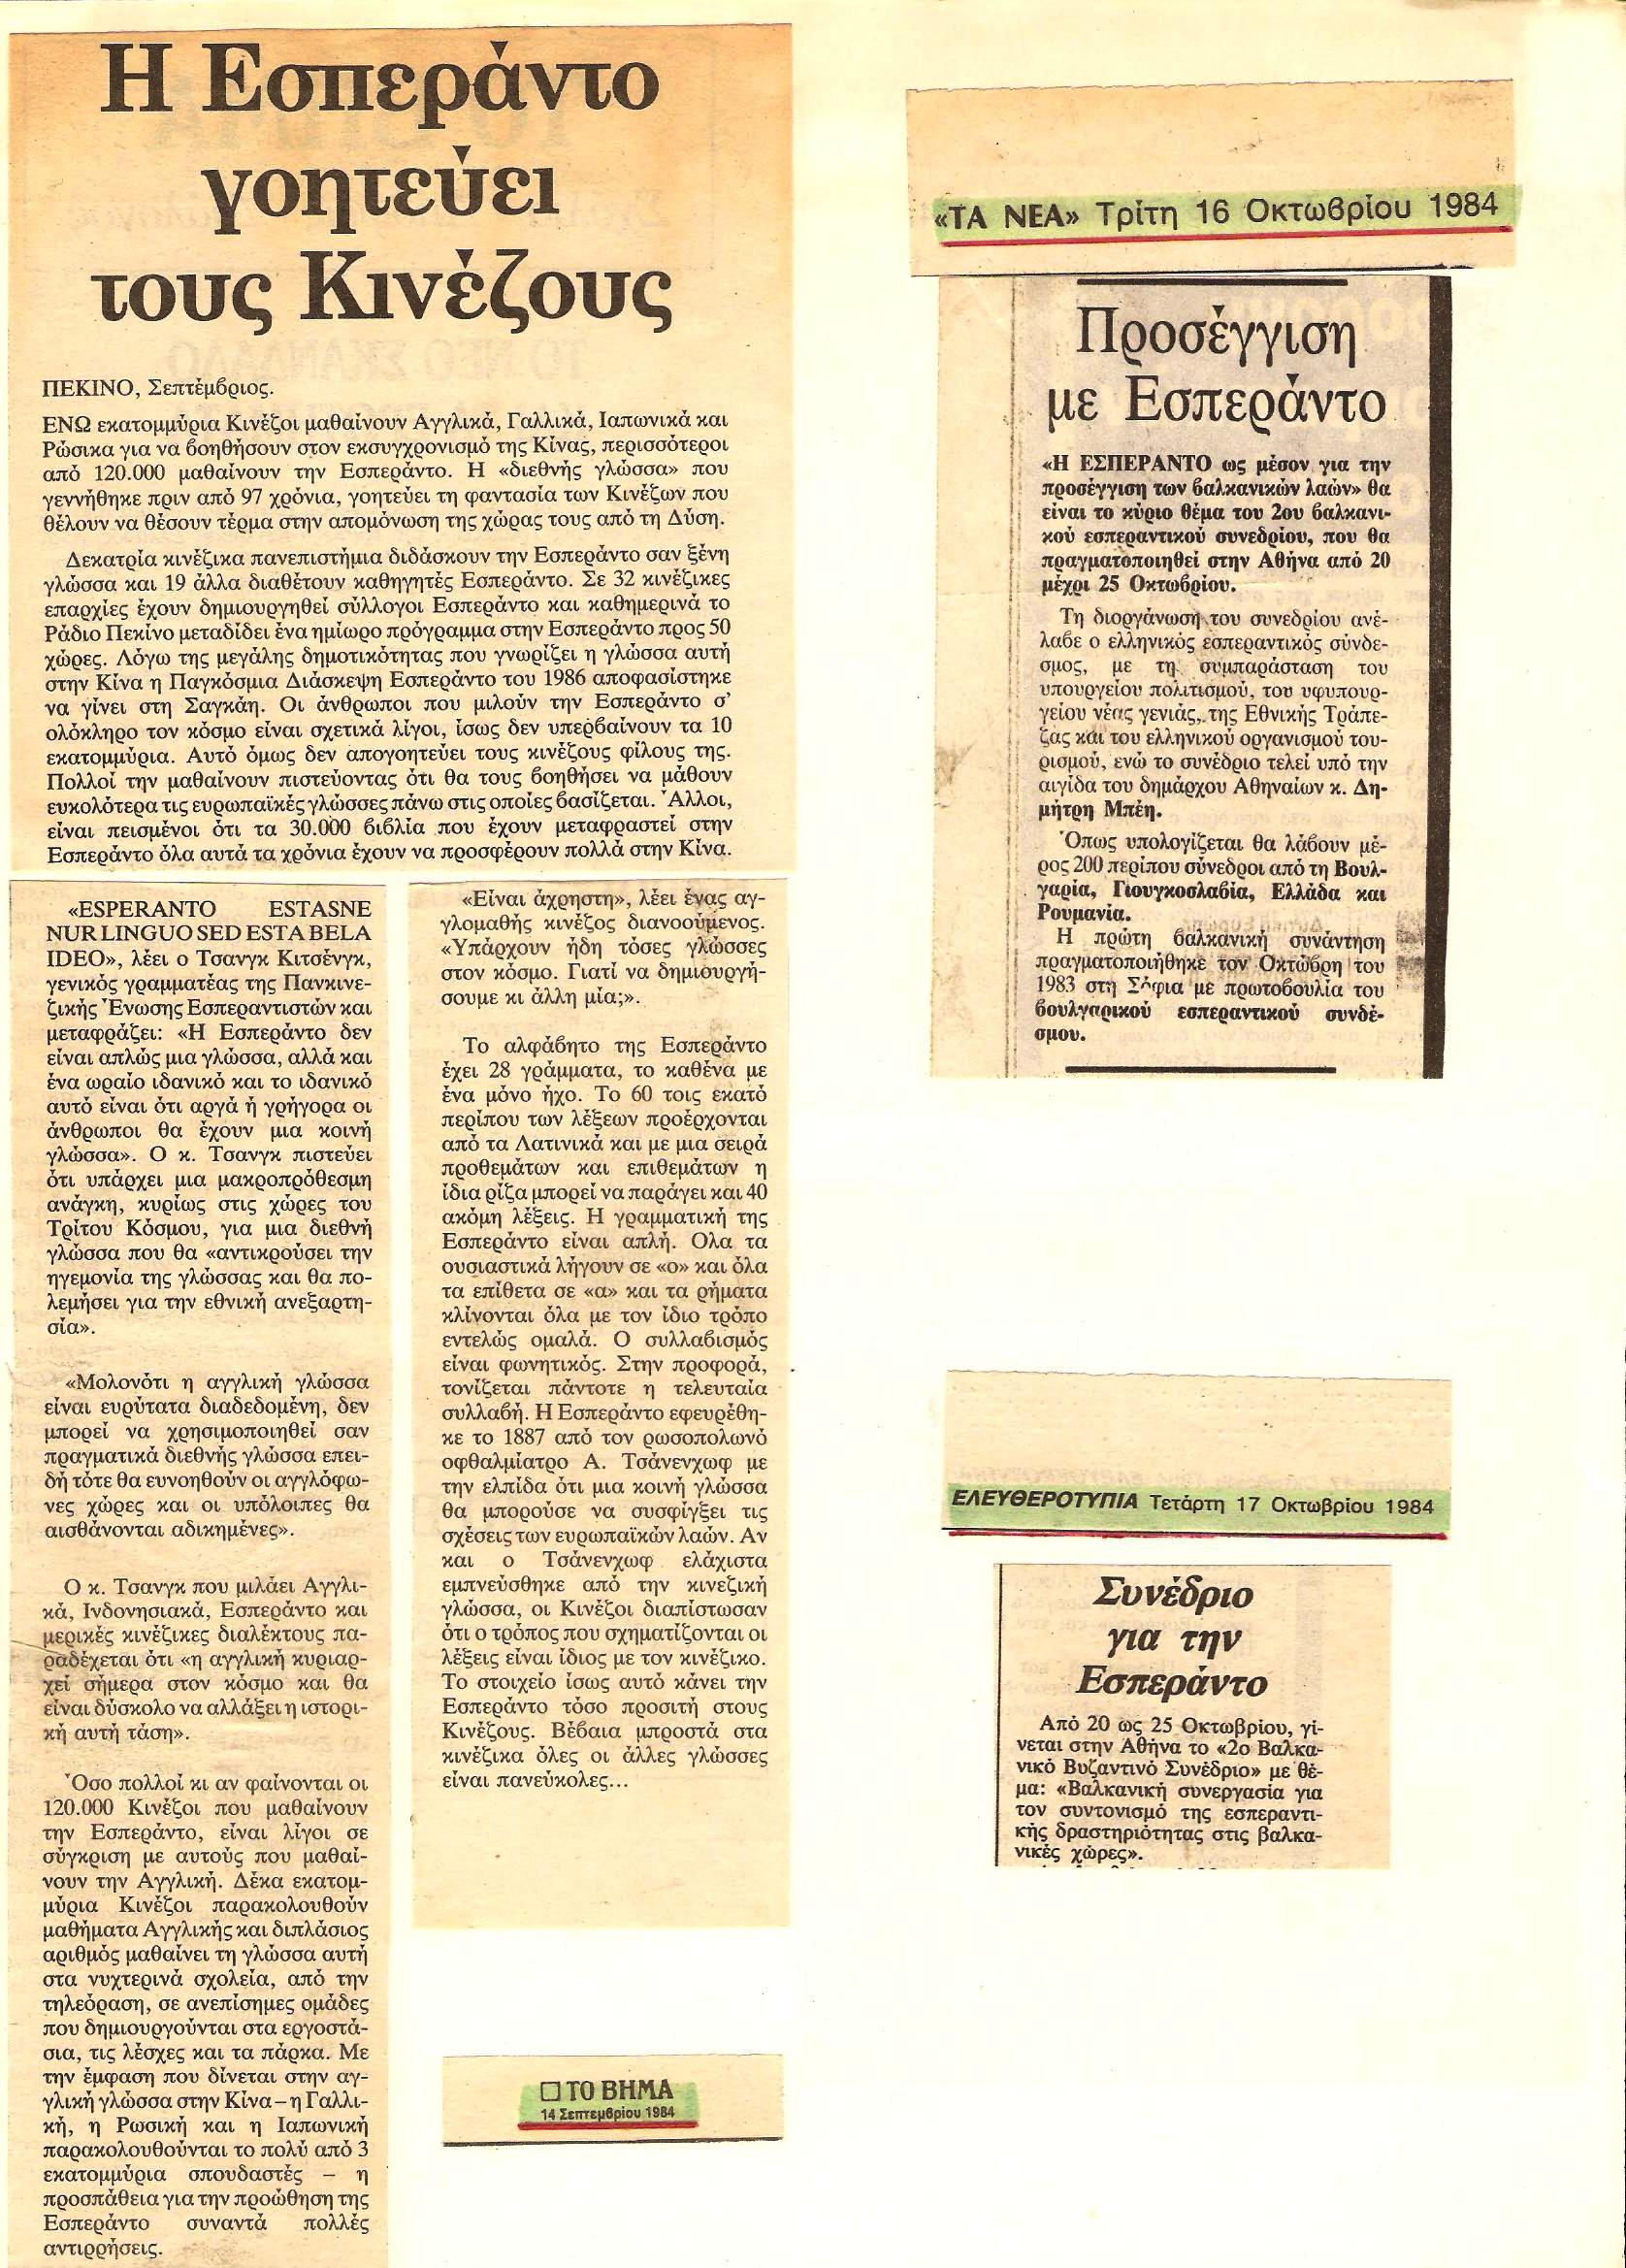 Η Εσπεράντο
γοητεύει
τους Κινέζους
ΠΕΚΙΝΟ, Σεπτέμβριος.
ΕΝΩ εκατομμύρια Κινέζοι μαθαίνουν Αγγλικά, Γαλλικά, Ιαπωνικά και
Ρώσικα για να βοηθήσουν στον εκσυγχρονισμό της Κίνας, περισσότεροι
από 120.000 μαθαίνουν την Εσπεράντο. Η «διεθνής γλώσσα» που
γεννήθηκε πριν από 97 χρόνια, γοητεύει τη φαντασία των Κινέζων που
θέλουν να θέσουν τέρμα στην απομόνωση της χώρας τους από τη Δύση.
Δεκατρία κινέζικα πανεπιστήμια διδάσκουν την Εσπεράντο σαν ξένη
γλώσσα και 19 άλλα διαθέτουν καθηγητές Εσπεράντο. Σε 32 κινέζικες
επαρχίες έχουν δημιουργηθεί σύλλογοι Εσπεράντο και καθημερινά το
Ράδιο Πεκίνο μεταδίδει ένα ημίωρο πρόγραμμα στην Εσπεράντο προς 50
χώρες. Λόγω της μεγάλης δημοτικότητας που γνωρίζει η γλώσσα αυτή
στην Κίνα η Παγκόσμια Διάσκεψη Εσπεράντο του 1986 αποφασίστηκε
να γίνει στη Σαγκάη. Οι άνθρωποι που μιλούν την Εσπεράντο σ'
ολόκληρο τον κόσμο είναι σχετικά λίγοι, ίσως δεν υπερβαίνουν τα 10
εκατομμύρια. Αυτό όμως δεν απογοητεύει τους κινέζους φίλους της.
Πολλοί την μαθαίνουν πιστεύοντας ότι θα τους βοηθήσει να μάθουν
ευκολότερα τις ευρωπαϊκές γλώσσες πάνω στις οποίες βασίζεται. Άλλοι,
είναι πεισμένοι ότι τα 30.000 βιβλία που έχουν μεταφραστεί στην
Εσπεράντο όλα αυτά τα χρόνια έχουν να προσφέρουν πολλά στην Κίνα.
«ESPERANTO ESTASNE
NUR LINGUO SED ESTA BELA
IDEO», λέει ο Τσανγκ Κιτσένγκ,
γενικός γραμματέας της Πανκινε-
ζικής Ένωσης Εσπεραντιστών και
μεταφράζει: «Η Εσπεράντο δεν
είναι απλώς μια γλώσσα, αλλά και
ένα ωραίο ιδανικό και το ιδανικό
αυτό είναι ότι αργά ή γρήγορα οι
άνθρωποι θα έχουν μια κοινή
γλώσσα». Ο κ. Τσανγκ πιστεύει
ότι υπάρχει μια μακροπρόθεσμη
ανάγκη, κυρίως στις χώρες του
Τρίτου Κόσμου, για μια διεθνή
γλώσσα που θα «αντικρούσει την
ηγεμονία της γλώσσας και θα πο-
λεμήσει για την εθνική ανεξαρτη-
σία».
«Μολονότι η αγγλική γλώσσα
είναι ευρύτατα διαδεδομένη, δεν
μπορεί να χρησιμοποιηθεί σαν
πραγματικά διεθνής γλώσσα επει-
δή τότε θα ευνοηθούν οι αγγλόφω-
νες χώρες και οι υπόλοιπες θα
αισθάνονται αδικημένες».
Ο κ. Τσανγκ που μιλάει Αγγλι-
κά, Ινδονησιακά, Εσπεράντο και
μερικές κινέζικες διαλέκτους πα-
ραδέχεται ότι «η αγγλική κυριαρ-
χεί σήμερα στον κόσμο και θα
είναι δύσκολο να αλλάξει η ιστορι-
κή αυτή τάση».
Όσο πολλοί κι αν φαίνονται οι
120.000 Κινέζοι που μαθαίνουν
την Εσπεράντο, είναι λίγοι σε
σύγκριση με αυτούς που μαθαί-
νουν την Αγγλική. Δέκα εκατομ-
μύρια Κινέζοι παρακολουθούν
μαθήματα Αγγλικής και διπλάσιος
αριθμός μαθαίνει τη γλώσσα αυτή
στα νυχτερινά σχολεία, από την
τηλεόραση, σε ανεπίσημες ομάδες
που δημιουργούνται στα εργοστά-
σια, τις λέσχες και τα πάρκα. Με
την έμφαση που δίνεται στην αγ-
γλική γλώσσα στην Κίνα – η Γαλλι-
κή, η Ρωσική και η Ιαπωνική
παρακολουθούνται το πολύ από 3
εκατομμύρια σπουδαστές – η
προσπάθεια για την προώθηση της
Εσπεράντο συναντά πολλές
αντιρρήσεις.
«Είναι άχρηστη», λέει ένας αγ-
γλομαθής κινέζος διανοούμενος.
«Υπάρχουν ήδη τόσες γλώσσες
στον κόσμο. Γιατί να δημιουργή-
σουμε κι άλλη μία;».
Το αλφάβητο της Εσπεράντο
έχει 28 γράμματα, το καθένα με
ένα μόνο ήχο. Το 60 τοις εκατό
περίπου των λέξεων προέρχονται
από τα Λατινικά και με μια σειρά
προθεμάτων και επιθεμάτων η
ίδια ρίζα μπορεί να παράγει και 40
ακόμη λέξεις. Η γραμματική της
Εσπεράντο είναι απλή. Ολα τα
ουσιαστικά λήγουν σε «ο» και όλα
τα επίθετα σε «α» και τα ρήματα
κλίνονται όλα με τον ίδιο τρόπο
εντελώς ομαλά. Ο συλλαβισμός
είναι φωνητικός. Στην προφορά,
τονίζεται πάντοτε η τελευταία
συλλαβή. Η Εσπεράντο εφευρέθη-
κε το 1887 από τον ρωσοπολωνό
οφθαλμίατρο Α. Τσάνενχωφ με
την ελπίδα ότι μια κοινή γλώσσα
θα μπορούσε να συσφίγξει τις
σχέσεις των ευρωπαϊκών λαών. Αν
και ο Τσάνενχωφ ελάχιστα
εμπνεύσθηκε από την κινεζική
γλώσσα, οι Κινέζοι διαπίστωσαν
ότι ο τρόπος που σχηματίζονται οι
λέξεις είναι ίδιος με τον κινέζικο.
Το στοιχείο ίσως αυτό κάνει την
Εσπεράντο τόσο προσιτή στους
Κινέζους. Βέβαια μπροστά στα
κινέζικα όλες οι άλλες γλώσσες
είναι πανεύκολες...
ΤΟ ΒΗΜΑ
14 Σεπτεμβρίου 1984
«ΤΑ ΝΕΑ» Τρίτη 16 Οκτωβρίου 1984
Προσέγγιση
με Εσπεράντο
«Η ΕΣΠΕΡΑΝΤΟ ως μέσον για την
προσέγγιση των βαλκανικών λαών» θα
είναι το κύριο θέμα του 2ου βαλκανι-
κού εσπεραντικού συνεδρίου, που θα
πραγματοποιηθεί στην Αθήνα από 20
μέχρι 25 Οκτωβρίου.
Τη διοργάνωση του συνεδρίου ανέ-
λαβε ο ελληνικός εσπεραντικός σύνδε-
σμος, με τη συμπαράσταση του
υπουργείου πολιτισμού, του υφυπουρ-
γείου νέας γενιάς, της Εθνικής Τράπε-
ζας και του ελληνικού οργανισμού του-
ρισμού, ενώ το συνέδριο τελεί υπό την
αιγίδα του δημάρχου Αθηναίων κ. Δη-
μήτρη Μπέη.
Όπως υπολογίζεται θα λάβουν μέ-
ρος 200 περίπου σύνεδροι από τη Βουλ-
γαρία, Γιουγκοσλαβία, Ελλάδα και
Ρουμανία.
Η πρώτη βαλκανική συνάντηση
πραγματοποιήθηκε τον Οκτώβρη του
1983 στη Σόφια με πρωτοβουλία του
βουλγαρικού εσπεραντικού συνδέ-
σμου.
ΕΛΕΥΘΕΡΟΤΥΠΙΑ Τετάρτη 17 Οκτωβρίου 1984
Συνέδριο
για την
Εσπεράντο
Από 20 ως 25 Οκτωβρίου, γί-
νεται στην Αθήνα το «2ο Βαλκα-
νικό Βυζαντινό Συνέδριο» με θέ-
μα: «Βαλκανική συνεργασία για
τον συντονισμό της εσπεραντι-
κής δραστηριότητας στις βαλκα-
νικές χώρες».